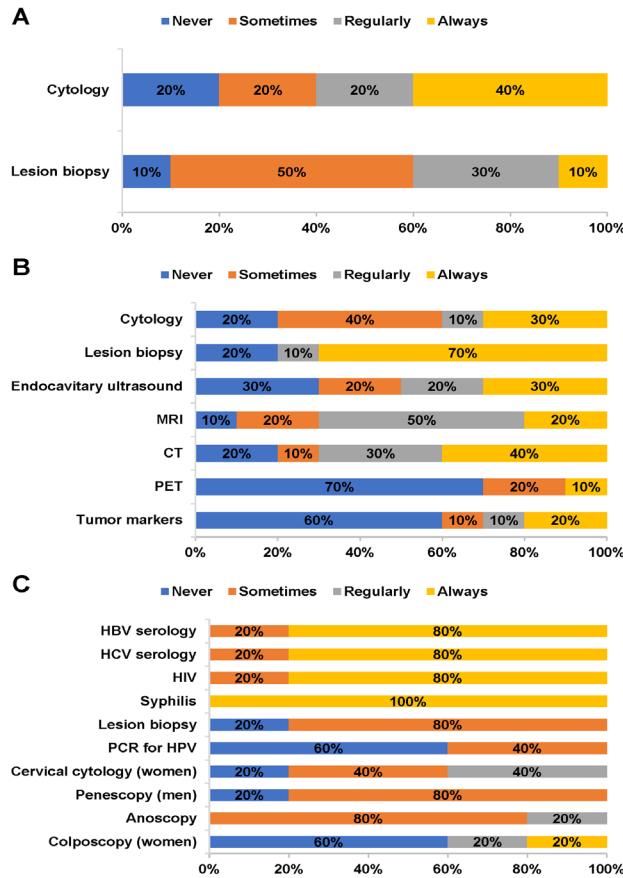 A
Never Sometimes Regularly Always
Cytology 20% 20% 20% 40%
Lesion biopsy 10% 50% 30% 10%
0% 20% 40% 60% 80% 100%
B
Never Sometimes Regularly Always
Cytology 20% 40% 10% 30%
Lesion biopsy 20% 10% 70%
Endocavitary ultrasound 30% 20% 20% 30%
MRI 10% 20% 50% 20%
CT 20% 10% 30% 40%
PET 70% 20% 10%
Tumor markers 60% 10% 10% 20%
0% 20% 40% 60% 80% 100%
C
Never Sometimes Regularly Always
HBV serology 20% 80%
HCV serology 20% 80%
HIV 20% 80%
Syphilis 100%
Lesion biopsy 20% 80%
PCR for HPV 60% 40%
Cervical cytology (women) 20% 40% 40%
Penescopy (men) 20% 80%
Anoscopy 80% 20%
Colposcopy (women) 60% 20% 20%
0% 20% 40% 60% 80% 100%